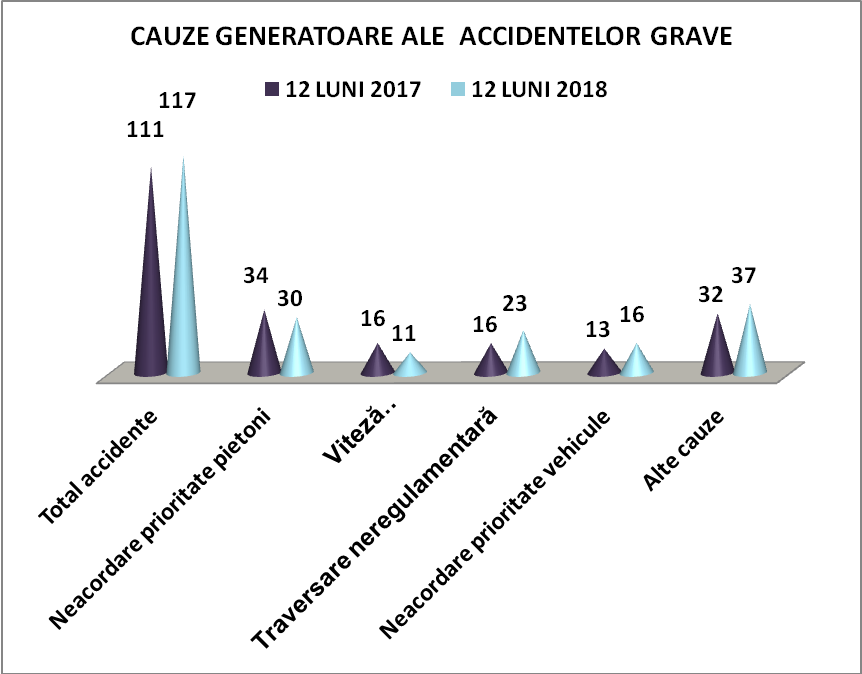 CAUZE GENERATOARE ALE ACCIDENTELOR GRAVE
12 LUNI 2017 12 LUNI 2018
111 117
34 30
16 11
16 23
13 16
32 37
Total accidente
Neacordare prioritate pietoni
Viteză..
Traversare neregulamentară
Neacordare prioritate vehicule
Alte cauze